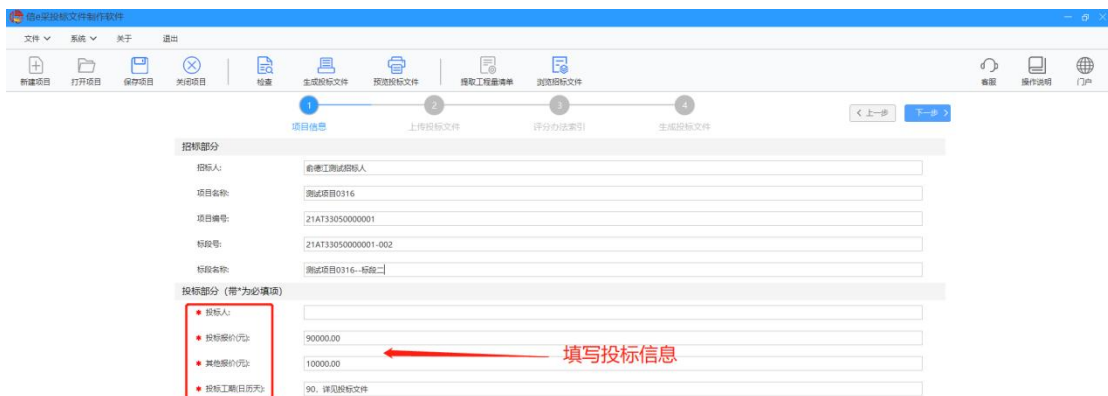 信e采投标文件制作软件
文件 系统 关于 退出
新建项目 打开项目 保存项目 关闭项目 检查 生成投标文件 预览投标文件 提取工程量清单 浏览招标文件 客服 操作说明 门户
1 2 3 4
项目信息 上传投标文件 评分办法索引 生成投标文件
上一步 下一步
招标部分
招标人: 俞德江测试招标人
项目名称: 测试项目0316
项目编号: 21AT33050000001
标段号: 21AT33050000001-002
标段名称: 测试项目0316--标段二
投标部分 (带*为必填项)
* 投标人:
* 投标报价(元): 90000.00
* 其他报价(元): 10000.00
填写投标信息
* 投标工期(日历天): 90. 详见投标文件